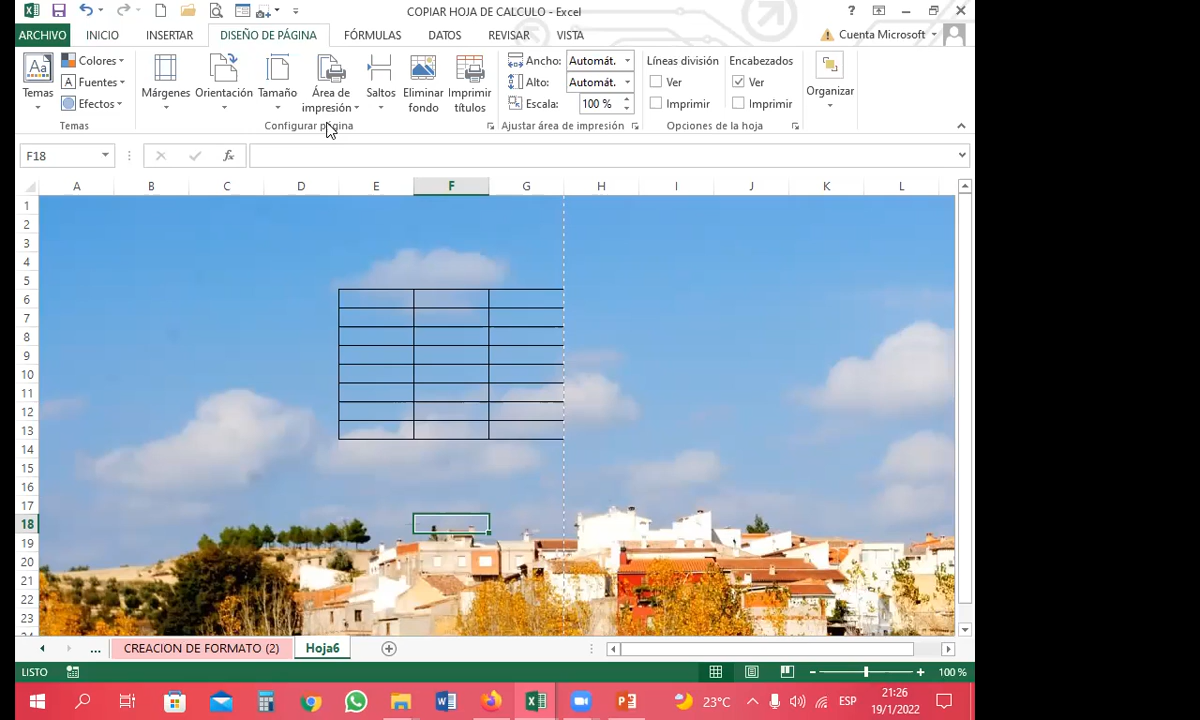 COPIAR HOJA DE CALCULO - Excel
?
ARCHIVO INICIO INSERTAR DISEÑO DE PÁGINA FÓRMULAS DATOS REVISAR VISTA Cuenta Microsoft
Aa
Temas
Colores
A Fuentes
Efectos
Temas
Márgenes
Orientación
Tamaño
Área de
impresión
Saltos
Eliminar
fondo
Imprimir
títulos
Configurar página
Ancho: Automát.
Alto: Automát.
Escala: 100 %
Ajustar área de impresión
Líneas división
Ver
Imprimir
Encabezados
Ver
Imprimir
Opciones de la hoja
Organizar
F18
fx
A B C D E F G H I J K L
1
2
3
4
5
6
7
8
9
10
11
12
13
14
15
16
17
18
19
20
21
22
23
24
... CREACION DE FORMATO (2) Hoja6
LISTO 100 %
23°C ESP 21:26
19/1/2022